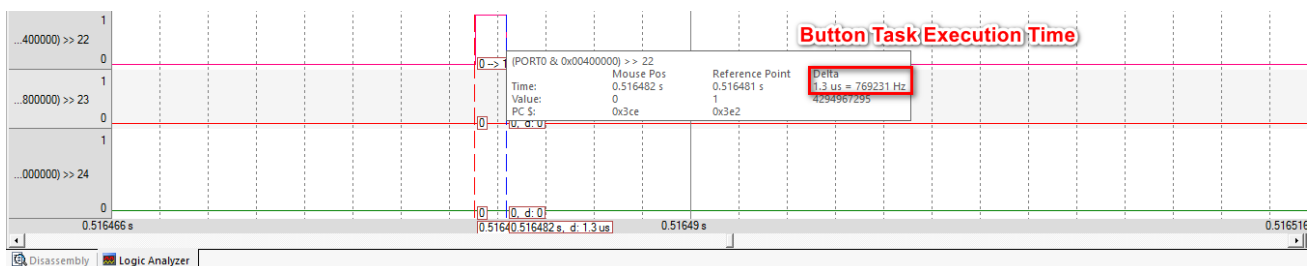 1
...400000) >> 22
0
Button Task Execution Time
0 -->
(PORT0 & 0x00400000) >> 22
Mouse Pos Reference Point Delta
Time: 0.516482 s 0.516481 s 1.3 us = 769231 Hz
Value: 0 1 4294967295
PC $: 0x3ce 0x3e2
1
...800000) >> 23
0
0 0, d: 0
1
...000000) >> 24
0
0 0, d: 0
0.516466 s 0.5164 0.516482 s, d: 1.3 us 0.51649 s 0.516516
Disassembly Logic Analyzer